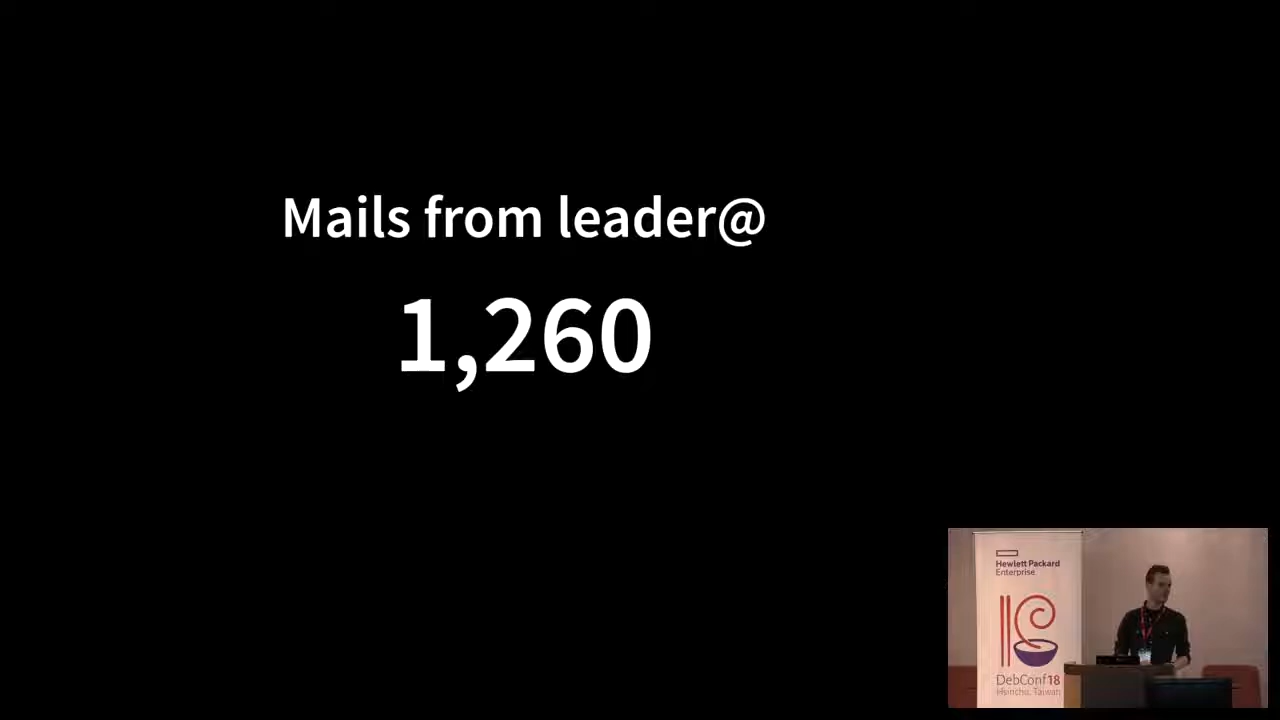 Mails from leader@
1,260
Hewlett Packard
Enterprise
DebConf18
Hsinchu, Taiwan